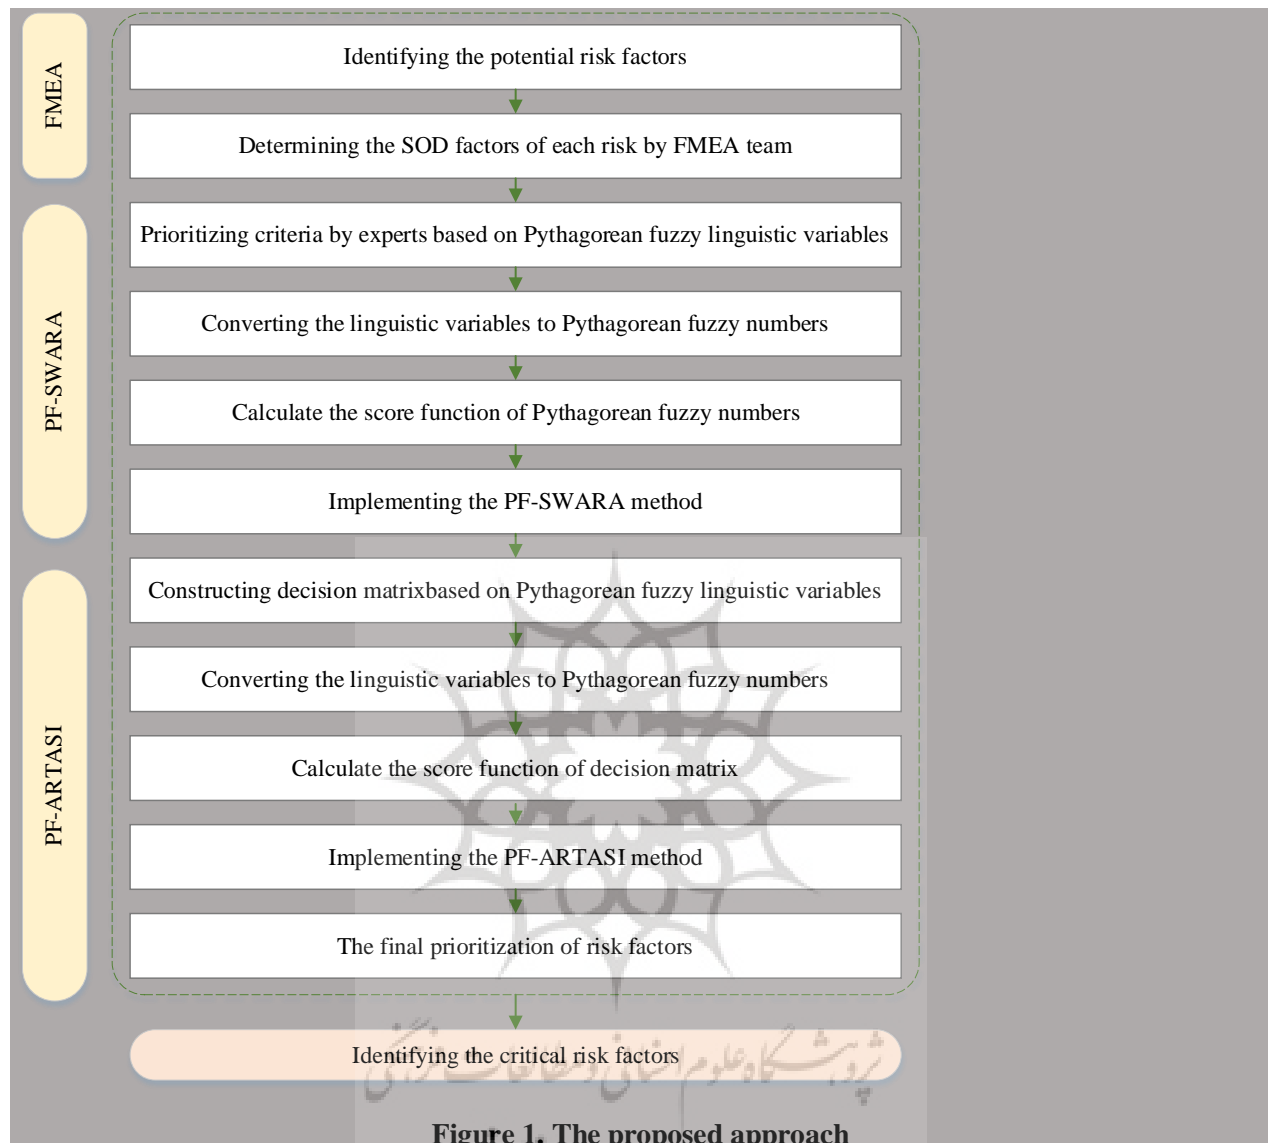 FMEA
Identifying the potential risk factors
Determining the SOD factors of each risk by FMEA team
PF-SWARA
Prioritizing criteria by experts based on Pythagorean fuzzy linguistic variables
Converting the linguistic variables to Pythagorean fuzzy numbers
Calculate the score function of Pythagorean fuzzy numbers
Implementing the PF-SWARA method
PF-ARTASI
Constructing decision matrixbased on Pythagorean fuzzy linguistic variables
Converting the linguistic variables to Pythagorean fuzzy numbers
Calculate the score function of decision matrix
Implementing the PF-ARTASI method
The final prioritization of risk factors
Identifying the critical risk factors
پژوهشگاه علوم انسانی و مطالعات فرهنگی
Figure 1. The proposed approach